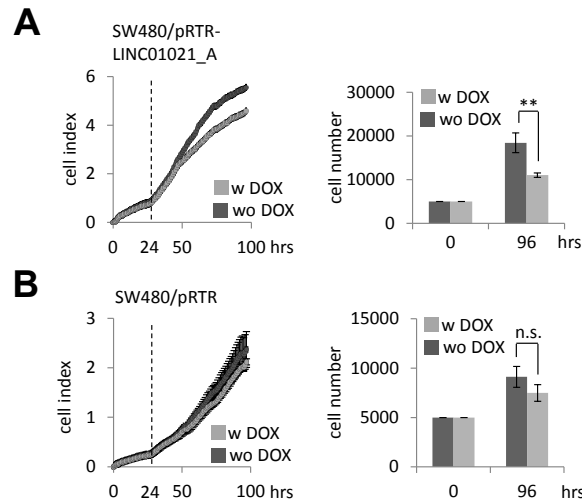 A
SW480/pRTR-
LINC01021_A
cell index
6
4
2
0
w DOX
wo DOX
0
24
50
100 hrs
cell number
30000
20000
10000
0
w DOX
wo DOX
**
0
96
hrs
B
SW480/pRTR
cell index
3
2
1
0
w DOX
wo DOX
0
24
50
100 hrs
cell number
15000
10000
5000
0
wo DOX
w DOX
n.s.
0
96
hrs